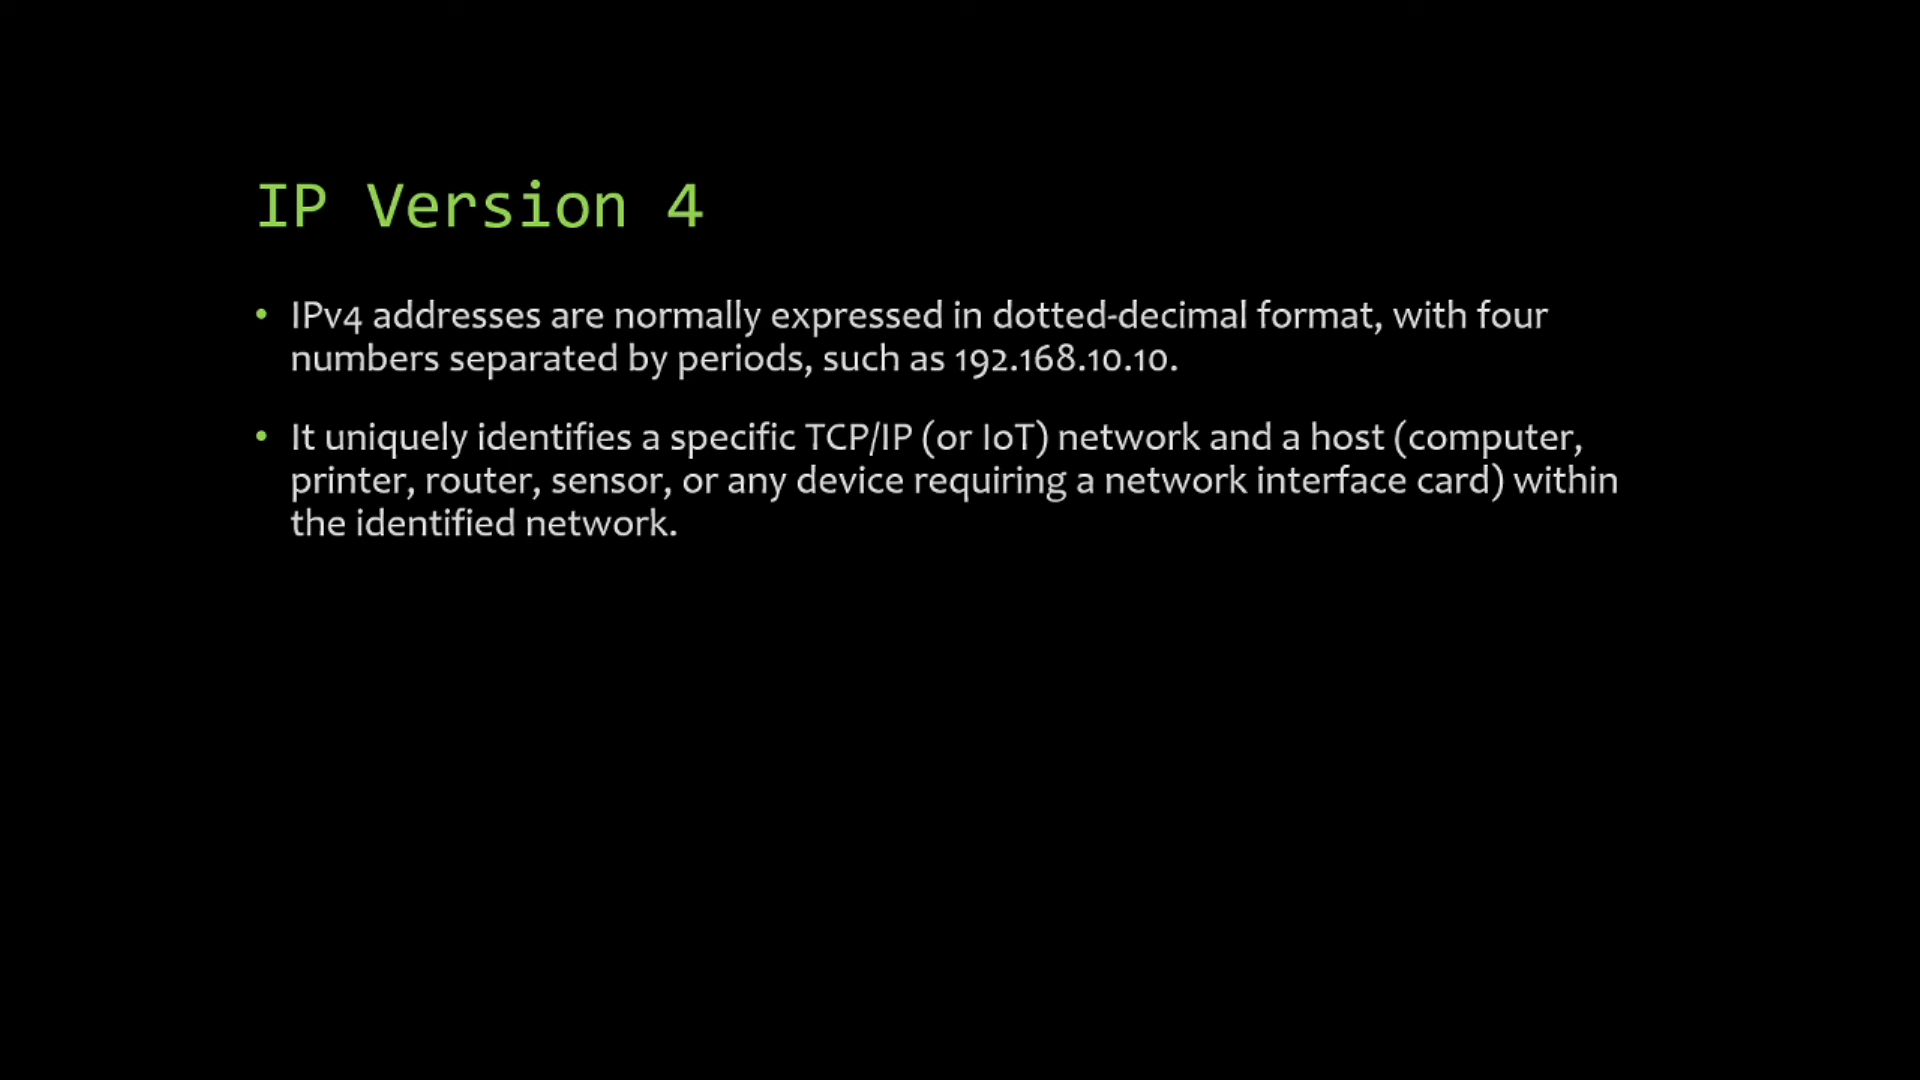 IP Version 4
• IPv4 addresses are normally expressed in dotted-decimal format, with four
numbers separated by periods, such as 192.168.10.10.
• It uniquely identifies a specific TCP/IP (or IoT) network and a host (computer,
printer, router, sensor, or any device requiring a network interface card) within
the identified network.